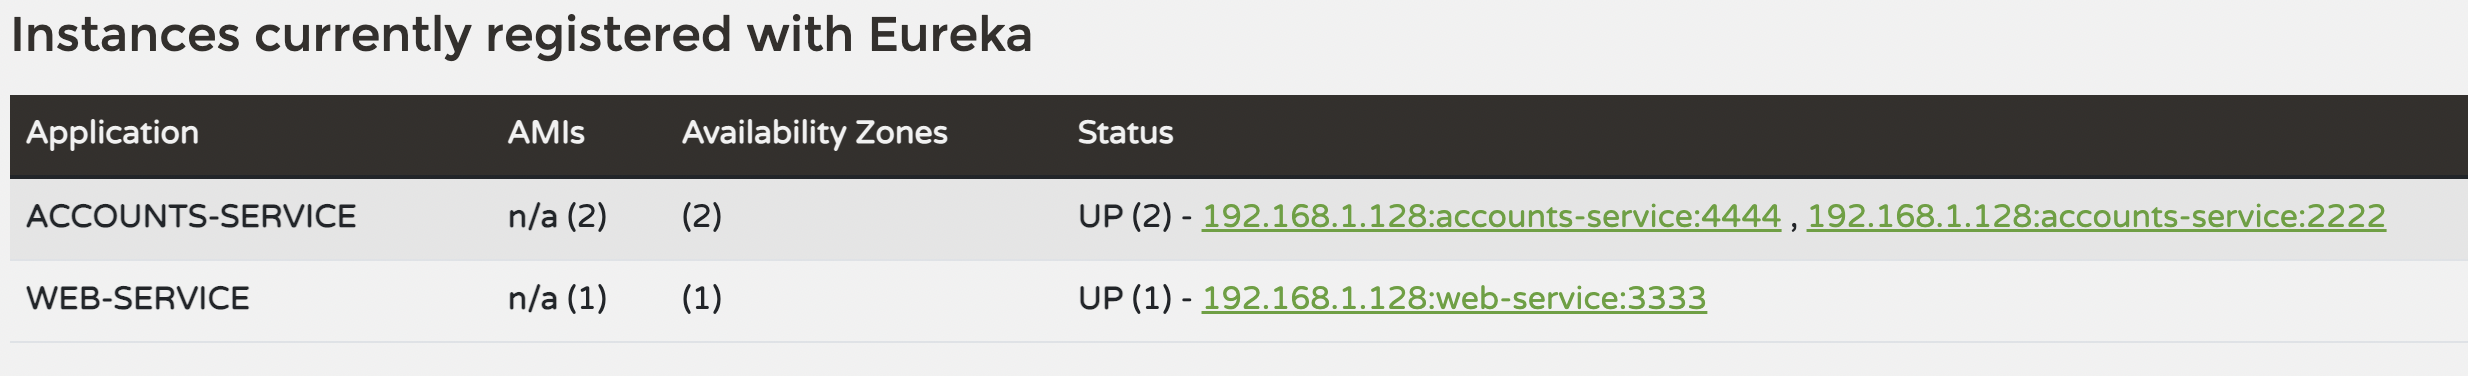 Instances currently registered with Eureka
Application AMIs Availability Zones Status
ACCOUNTS-SERVICE n/a (2) (2) UP (2) - 192.168.1.128:accounts-service:4444 , 192.168.1.128:accounts-service:2222
WEB-SERVICE n/a (1) (1) UP (1) - 192.168.1.128:web-service:3333